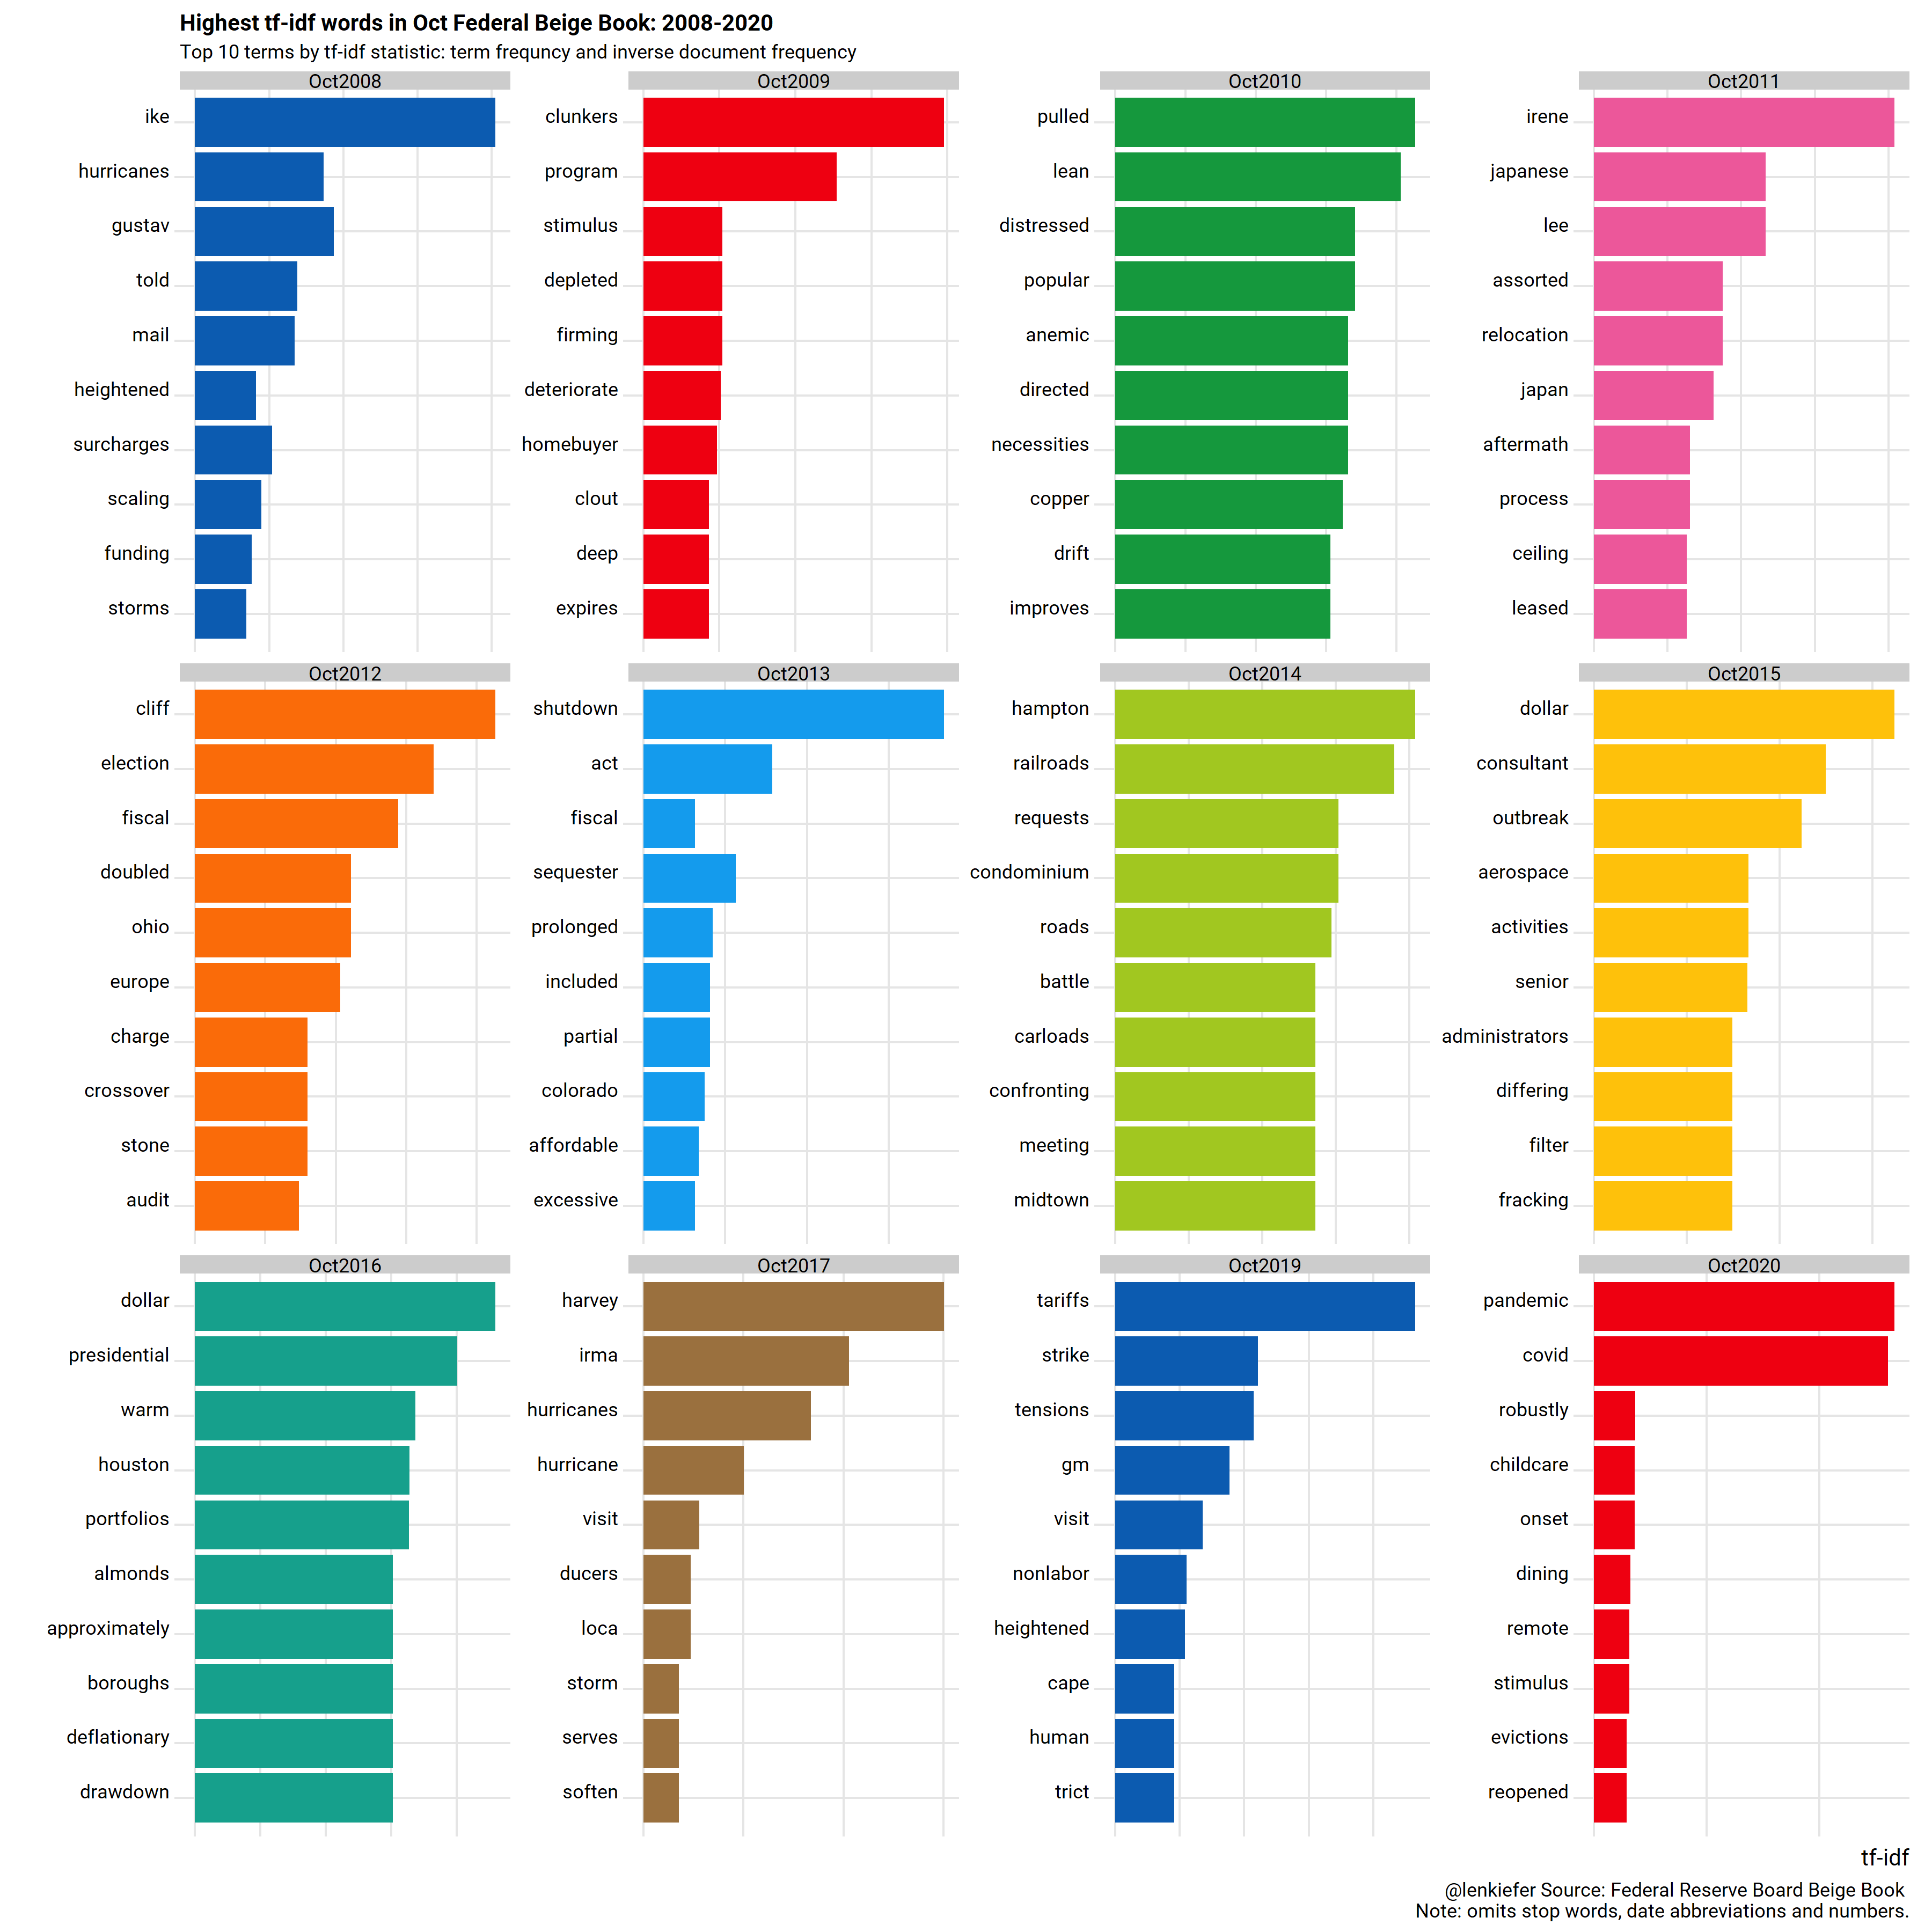 Highest tf-idf words in Oct Federal Beige Book: 2008-2020
Top 10 terms by tf-idf statistic: term frequncy and inverse document frequency
Oct2008
ike
hurricanes
gustav
told
mail
heightened
surcharges
scaling
funding
storms
Oct2009
clunkers
program
stimulus
depleted
firming
deteriorate
homebuyer
clout
deep
expires
Oct2010
pulled
lean
distressed
popular
anemic
directed
necessities
copper
drift
improves
Oct2011
irene
japanese
lee
assorted
relocation
japan
aftermath
process
ceiling
leased
Oct2012
cliff
election
fiscal
doubled
ohio
europe
charge
crossover
stone
audit
Oct2013
shutdown
act
fiscal
sequester
prolonged
included
partial
colorado
affordable
excessive
Oct2014
hampton
railroads
requests
condominium
roads
battle
carloads
confronting
meeting
midtown
Oct2015
dollar
consultant
outbreak
aerospace
activities
senior
administrators
differing
filter
fracking
Oct2016
dollar
presidential
warm
houston
portfolios
almonds
approximately
boroughs
deflationary
drawdown
Oct2017
harvey
irma
hurricanes
hurricane
visit
ducers
loca
storm
serves
soften
Oct2019
tariffs
strike
tensions
gm
visit
nonlabor
heightened
cape
human
trict
Oct2020
pandemic
covid
robustly
childcare
onset
dining
remote
stimulus
evictions
reopened
tf-idf
@lenkiefer Source: Federal Reserve Board Beige Book
Note: omits stop words, date abbreviations and numbers.